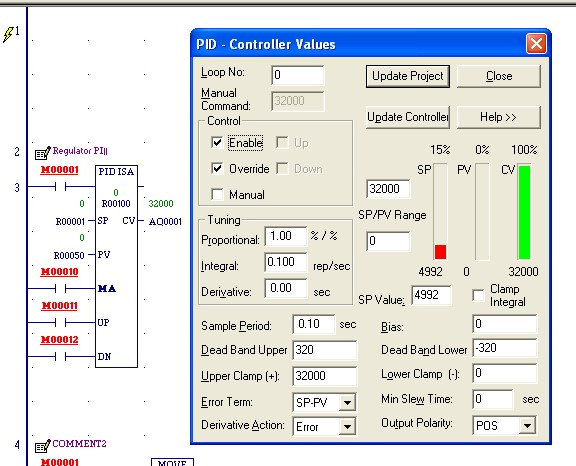 PID - Controller Values
1
Loop No: 0 Update Project Close
Manual Command: 32000
Update Controller Help >>
Control
Enable Up
Override Down
Manual
15% 0% 100%
SP PV CV
32000
SP/PV Range
0
4992 0 32000
Tuning
Proportional: 1.00 % / %
Integral: 0.100 rep/sec
Derivative: 0.00 sec
SP Value: 4992 Clamp Integral
Sample Period: 0.10 sec Bias: 0
Dead Band Upper 320 Dead Band Lower -320
Upper Clamp (+): 32000 Lower Clamp (-): 0
Error Term: SP-PV Min Slew Time: 0 sec
Derivative Action: Error Output Polarity: POS
2 Regulator PI
M00001 PID ISA
3
0
0 R00100 32000
R00001 SP CV AQ0001
0
R00050 PV
M00010
MA
M00011
UP
M00012
DN
4 COMMENT2
M00001 MOVE